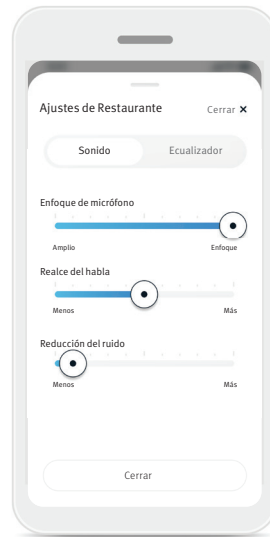 Ajustes de Restaurante Cerrar ✕
Sonido Ecualizador
Enfoque de micrófono
Amplio Enfoque
Realce del habla
Menos Más
Reducción del ruido
Menos Más
Cerrar